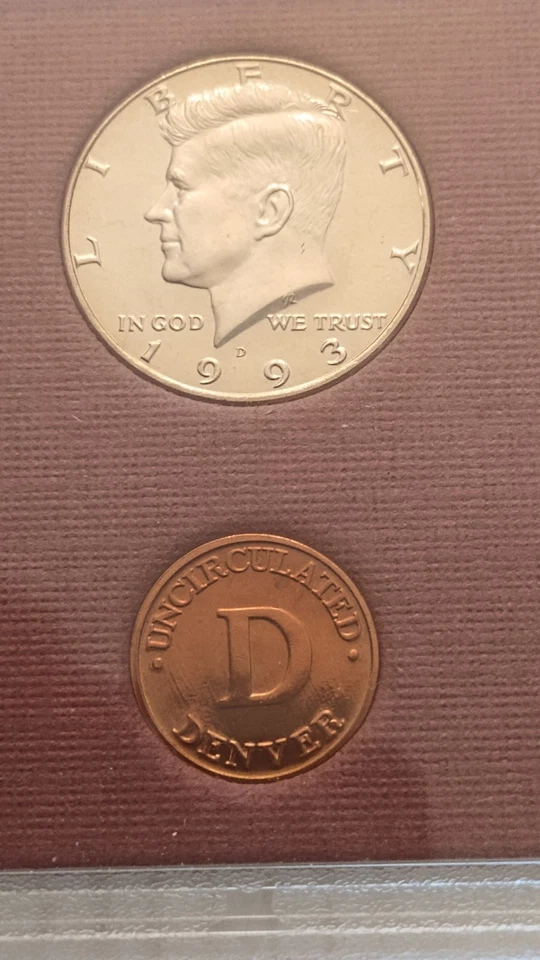 LIBERTY
IN GOD WE TRUST
D
1993
• UNCIRCULATED •
D
DENVER